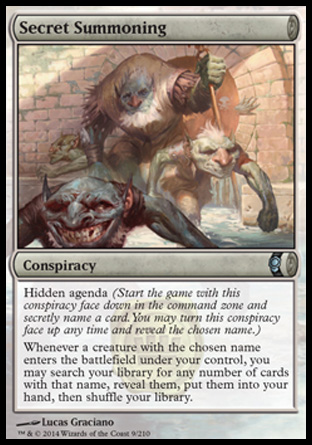 Secret Summoning
Conspiracy
Hidden agenda (Start the game with this
conspiracy face down in the command zone and
secretly name a card. You may turn this conspiracy
face up any time and reveal the chosen name.)
Whenever a creature with the chosen name
enters the battlefield under your control, you
may search your library for any number of cards
with that name, reveal them, put them into your
hand, then shuffle your library.
Lucas Graciano
™ & © 2014 Wizards of the Coast 9/210